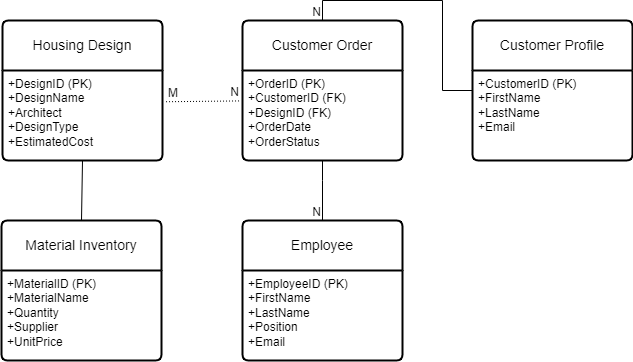 N
Housing Design
+DesignID (PK)
+DesignName
+Architect
+DesignType
+EstimatedCost
M
N
Customer Order
+OrderID (PK)
+CustomerID (FK)
+DesignID (FK)
+OrderDate
+OrderStatus
Customer Profile
+CustomerID (PK)
+FirstName
+LastName
+Email
Material Inventory
+MaterialID (PK)
+MaterialName
+Quantity
+Supplier
+UnitPrice
N
Employee
+EmployeeID (PK)
+FirstName
+LastName
+Position
+Email